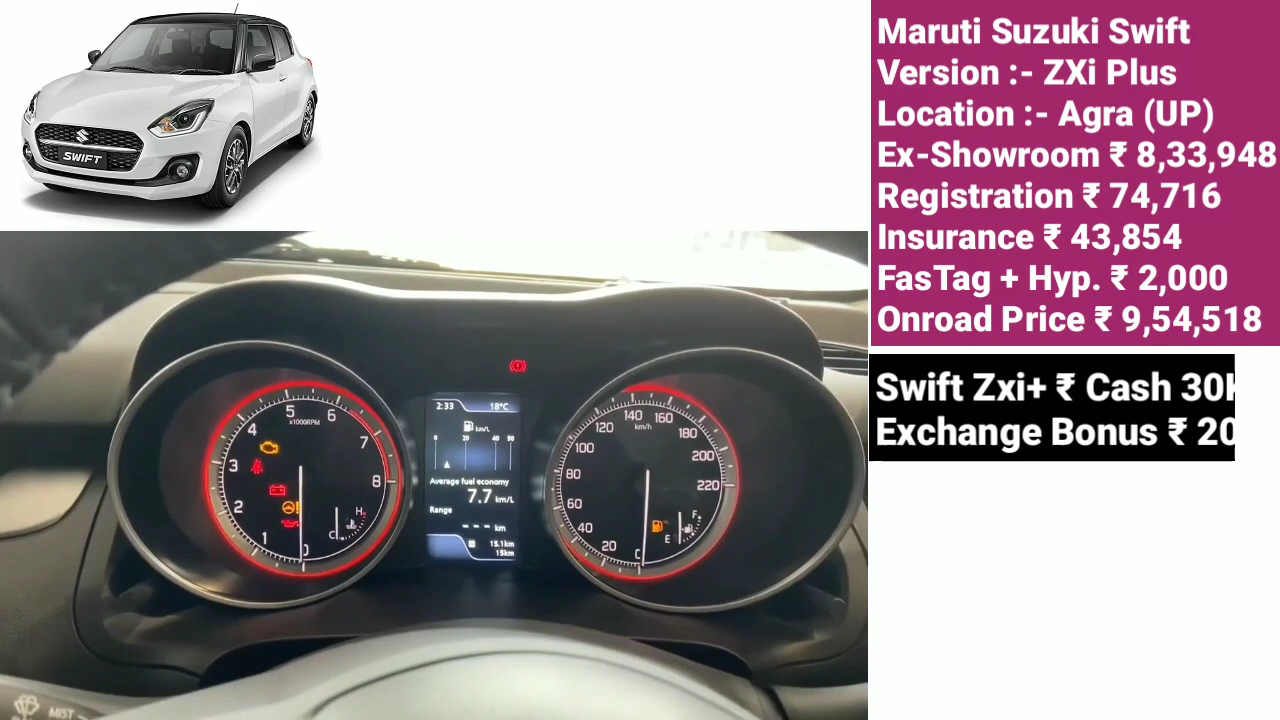 SWIFT
Maruti Suzuki Swift
Version :- ZXi Plus
Location :- Agra (UP)
Ex-Showroom ₹ 8,33,948
Registration ₹ 74,716
Insurance ₹ 43,854
FasTag + Hyp. ₹ 2,000
Onroad Price ₹ 9,54,518
Swift Zxi+ ₹ Cash 30K
Exchange Bonus ₹ 20
5
x1000RPM
6
4
7
3
8
2
1
0
H
C
2:33 18°C
km/L
0 20 40 50
Average fuel economy
7.7 km/L
Range
--- km
15.1km
15km
140 160
km/h
120
180
100
200
80
220
60
40
20
F
E
MIST